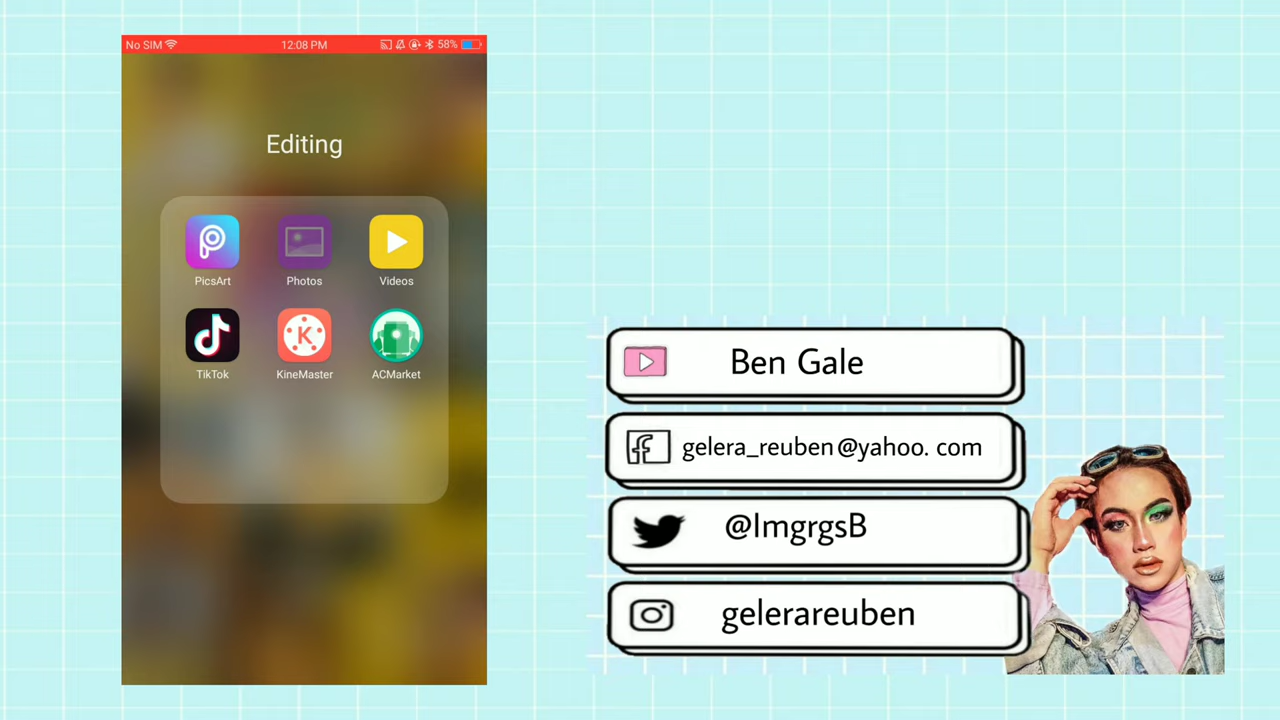 No SIM 12:08 PM 58%
Editing
PicsArt Photos Videos
TikTok KineMaster ACMarket
Ben Gale
gelera_reuben@yahoo. com
@ImgrgsB
gelerareuben